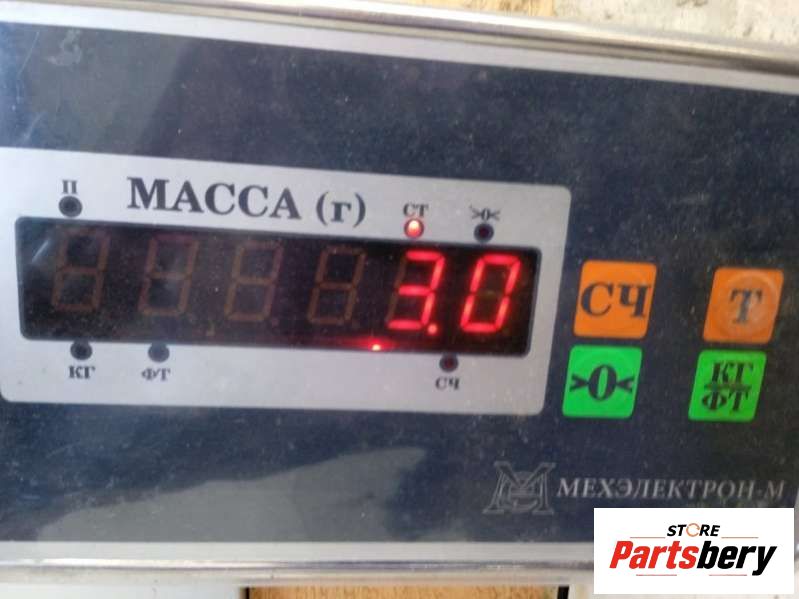 П
МАССА (г)
СТ
>0<
3.0
КГ
ФТ
СЧ
СЧ
Т
>0<
КГ
ФТ
МЕХЭЛЕКТРОН-М
STORE
Partsbery